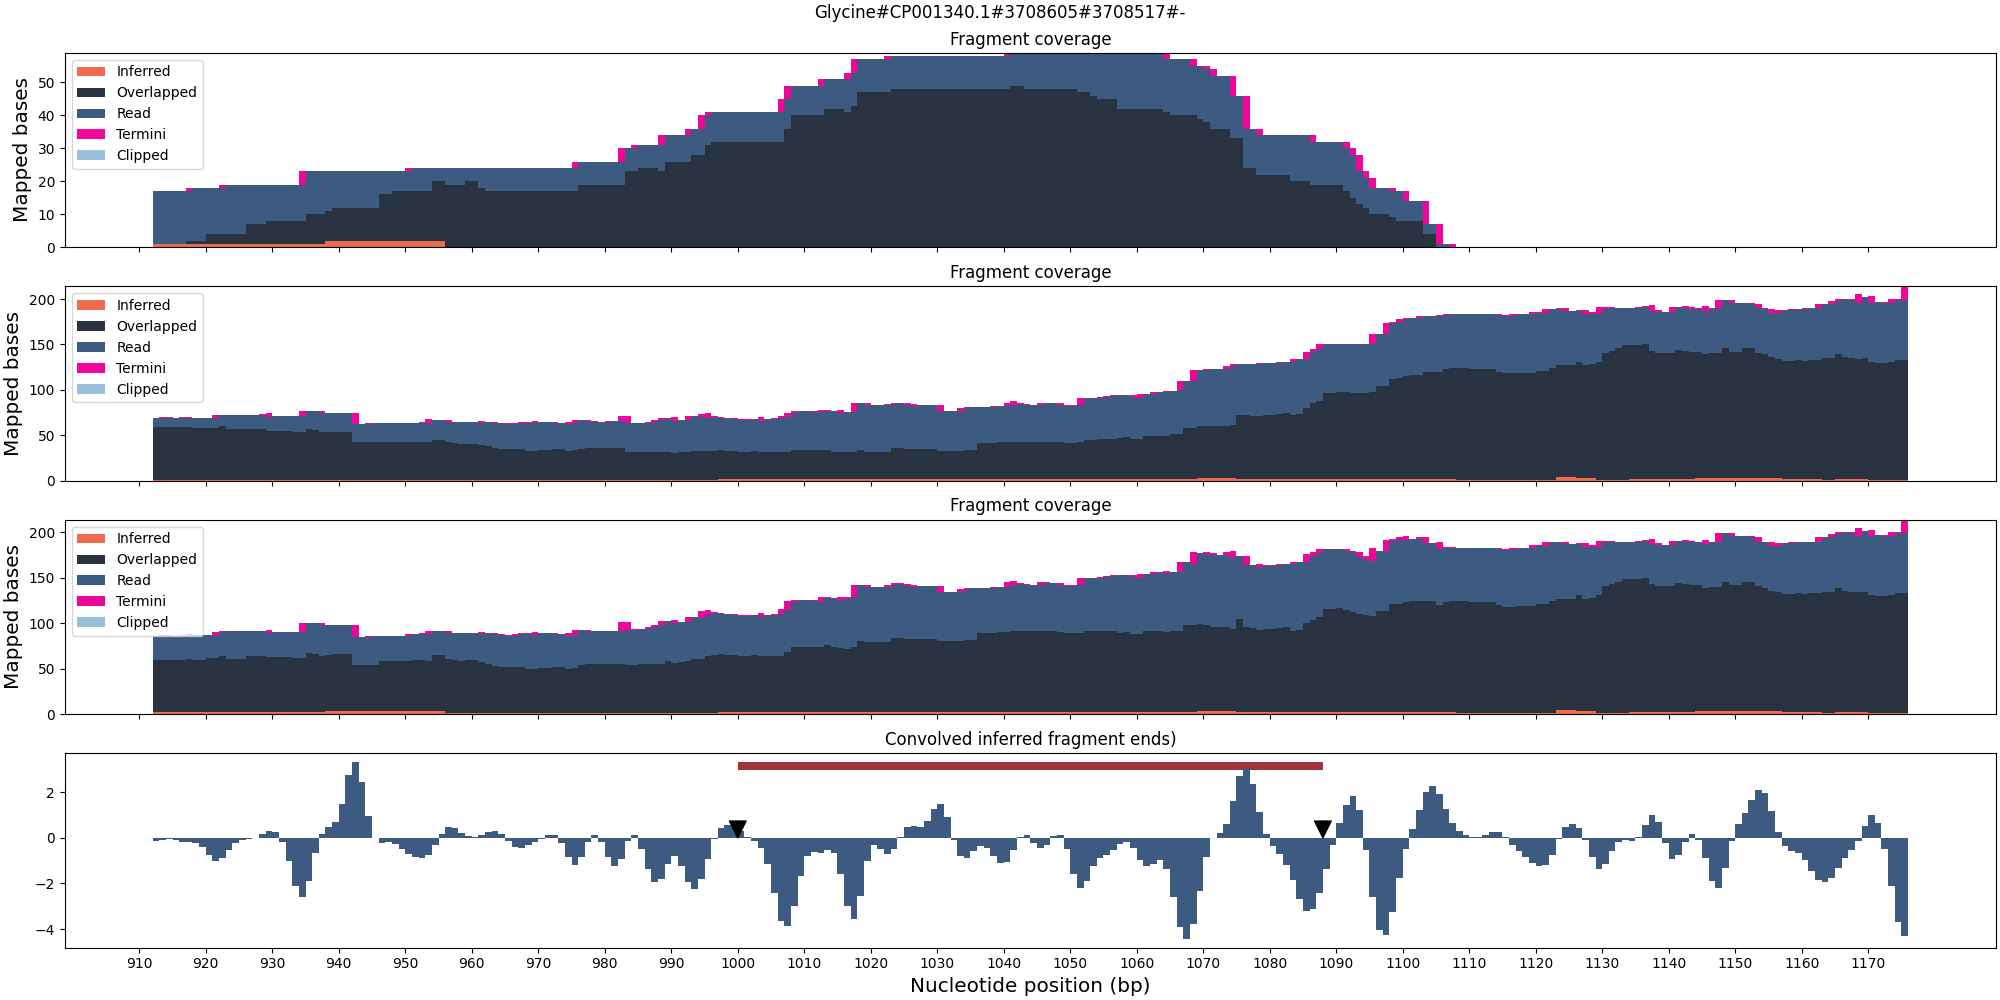 Glycine#CP001340.1#3708605#3708517#-
Fragment coverage
Mapped bases
50
40
30
20
10
0
Inferred
Overlapped
Read
Termini
Clipped
Fragment coverage
Mapped bases
200
150
100
50
0
Inferred
Overlapped
Read
Termini
Clipped
Fragment coverage
Mapped bases
200
150
100
50
0
Inferred
Overlapped
Read
Termini
Clipped
Convolved inferred fragment ends)
2
0
−2
−4
910 920 930 940 950 960 970 980 990 1000 1010 1020 1030 1040 1050 1060 1070 1080 1090 1100 1110 1120 1130 1140 1150 1160 1170
Nucleotide position (bp)